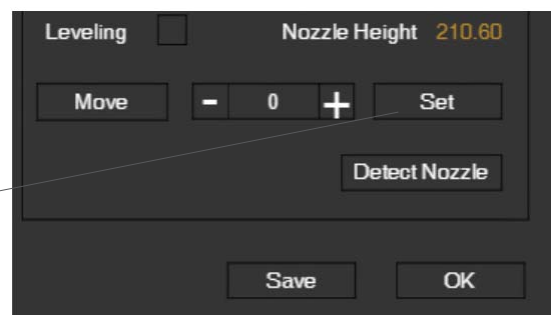 Leveling Nozzle Height 210.60
Move - 0 + Set
Detect Nozzle
Save OK